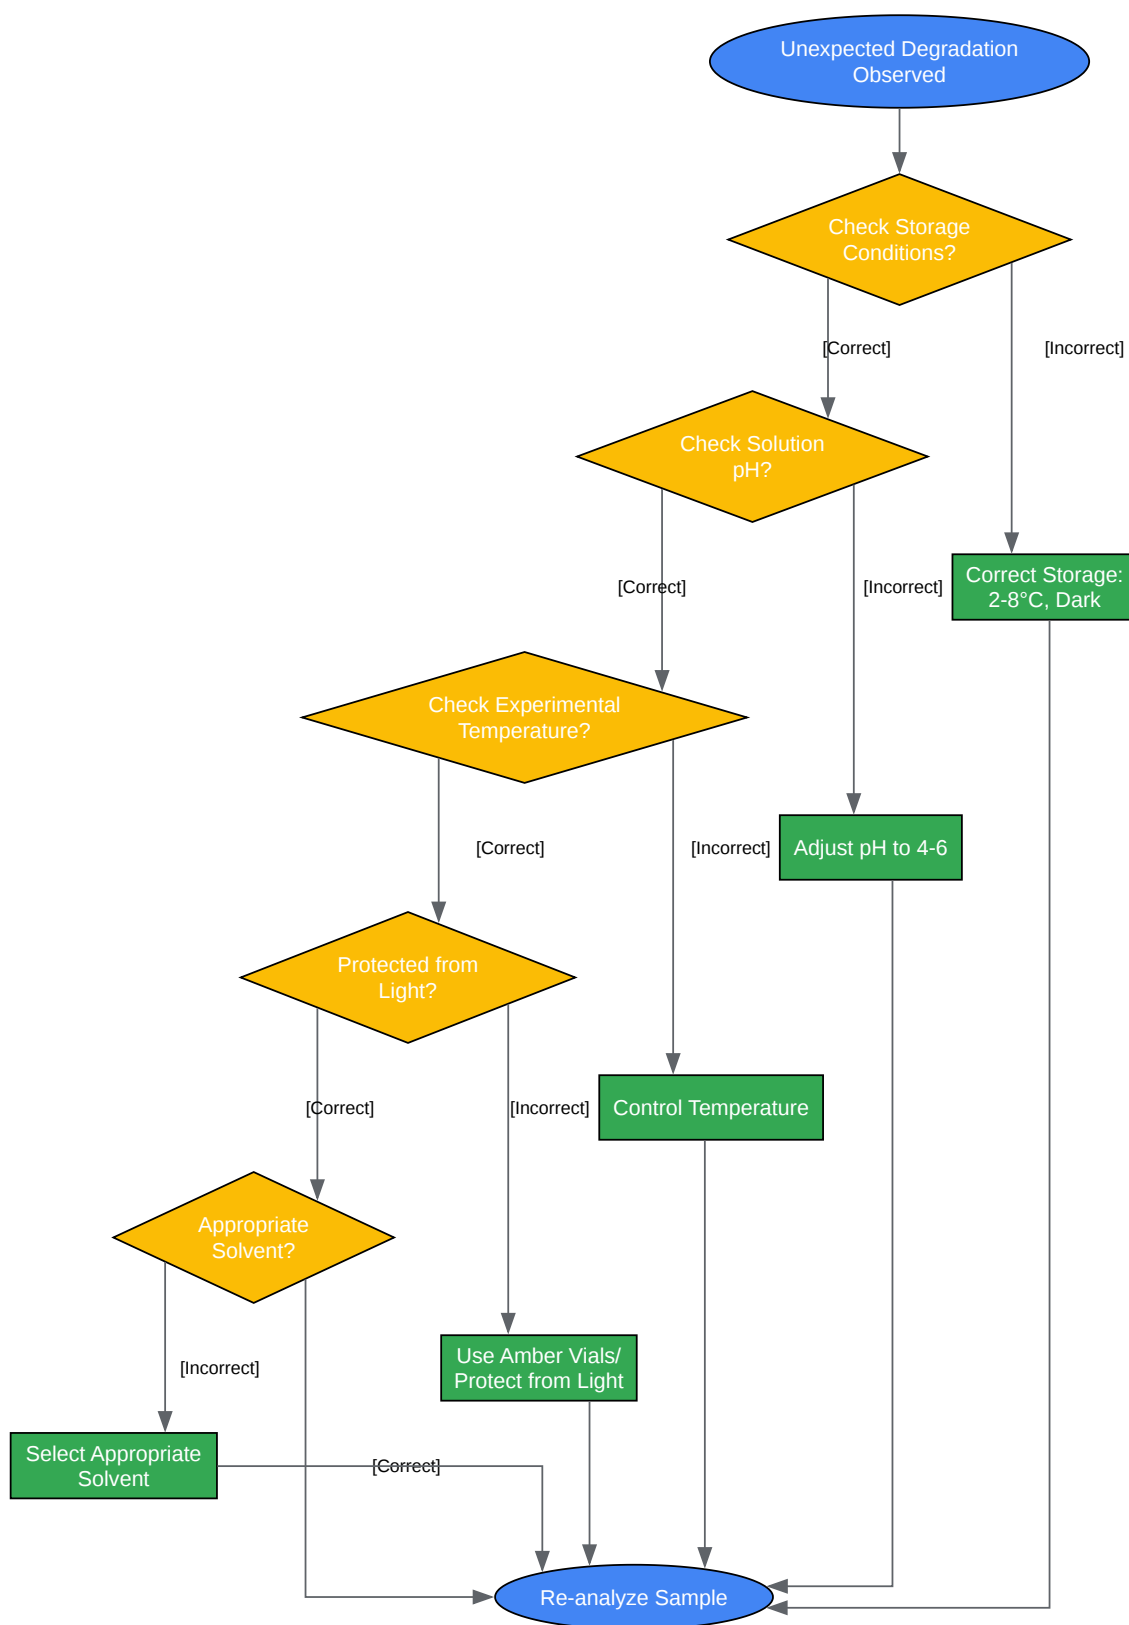 Unexpected Degradation
Observed
Check Storage
Conditions?
[Correct]
[Incorrect]
Check Solution
pH?
[Correct]
[Incorrect]
Correct Storage:
2-8°C, Dark
Check Experimental
Temperature?
[Correct]
[Incorrect]
Adjust pH to 4-6
Protected from
Light?
[Correct]
[Incorrect]
Control Temperature
Appropriate
Solvent?
[Incorrect]
Use Amber Vials/
Protect from Light
Select Appropriate
Solvent
[Correct]
Re-analyze Sample